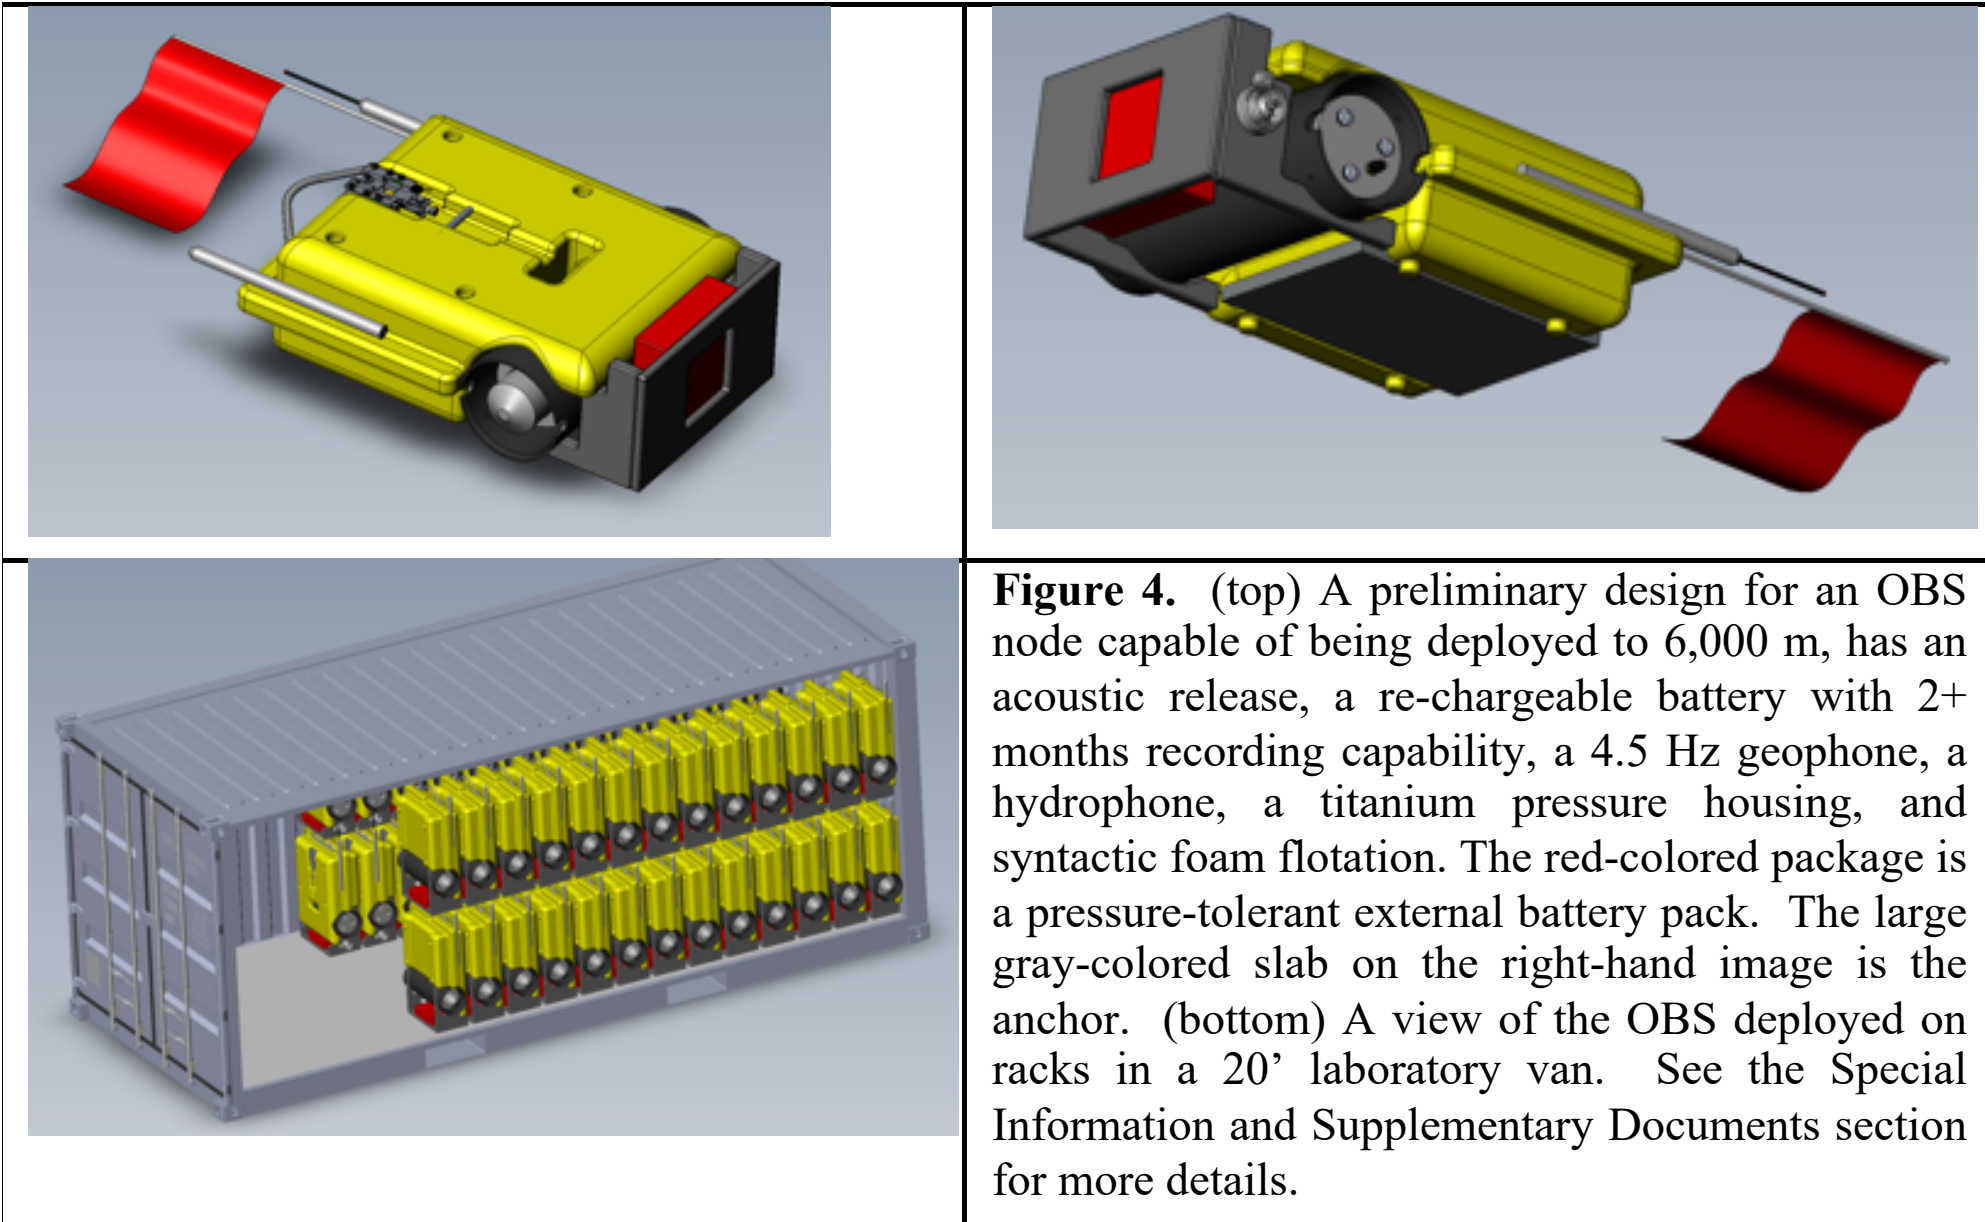 Figure 4. (top) A preliminary design for an OBS
node capable of being deployed to 6,000 m, has an
acoustic release, a re-chargeable battery with 2+
months recording capability, a 4.5 Hz geophone, a
hydrophone, a titanium pressure housing, and
syntactic foam flotation. The red-colored package is
a pressure-tolerant external battery pack. The large
gray-colored slab on the right-hand image is the
anchor. (bottom) A view of the OBS deployed on
racks in a 20’ laboratory van. See the Special
Information and Supplementary Documents section
for more details.